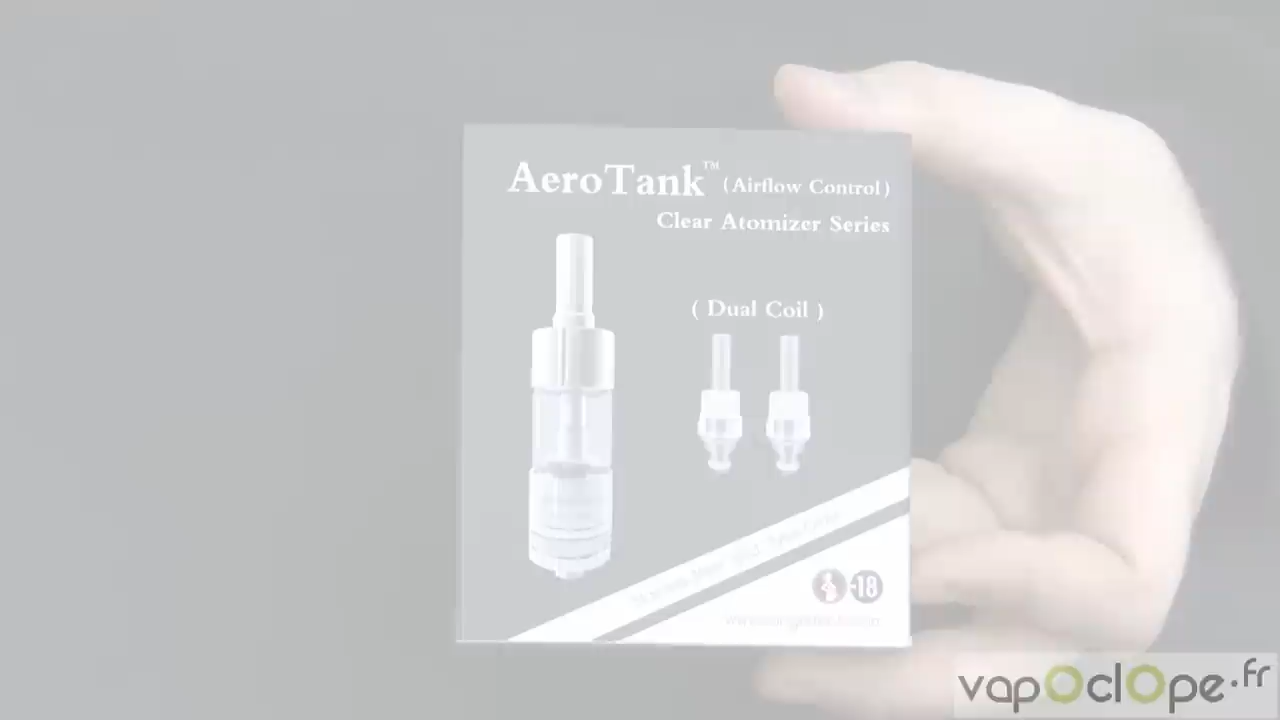 AeroTank™ (Airflow Control)
Clear Atomizer Series
( Dual Coil )
-18
vapOclOpe.fr